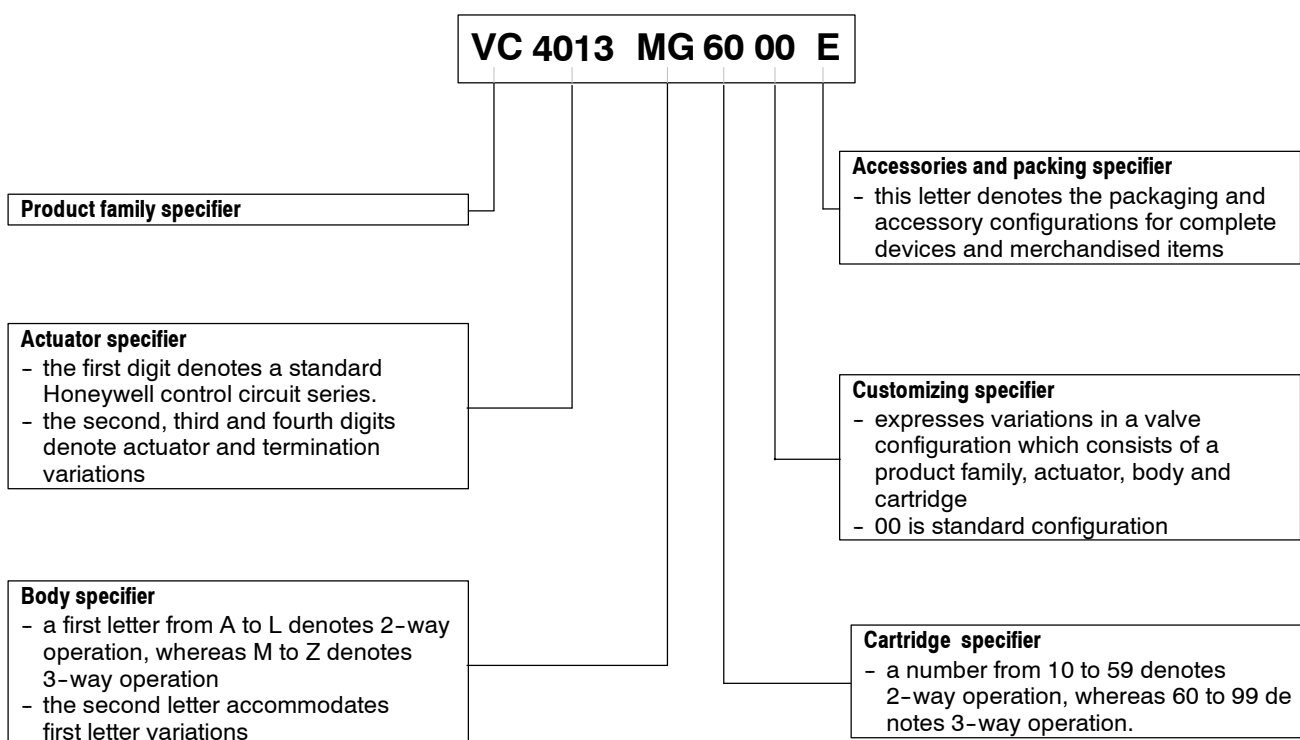 VC 4013 MG 60 00 E
Product family specifier
Actuator specifier
- the first digit denotes a standard
Honeywell control circuit series.
- the second, third and fourth digits
denote actuator and termination
variations
Body specifier
- a first letter from A to L denotes 2-way
operation, whereas M to Z denotes
3-way operation
- the second letter accommodates
first letter variations
Accessories and packing specifier
- this letter denotes the packaging and
accessory configurations for complete
devices and merchandised items
Customizing specifier
- expresses variations in a valve
configuration which consists of a
product family, actuator, body and
cartridge
- 00 is standard configuration
Cartridge specifier
- a number from 10 to 59 denotes
2-way operation, whereas 60 to 99 de
notes 3-way operation.